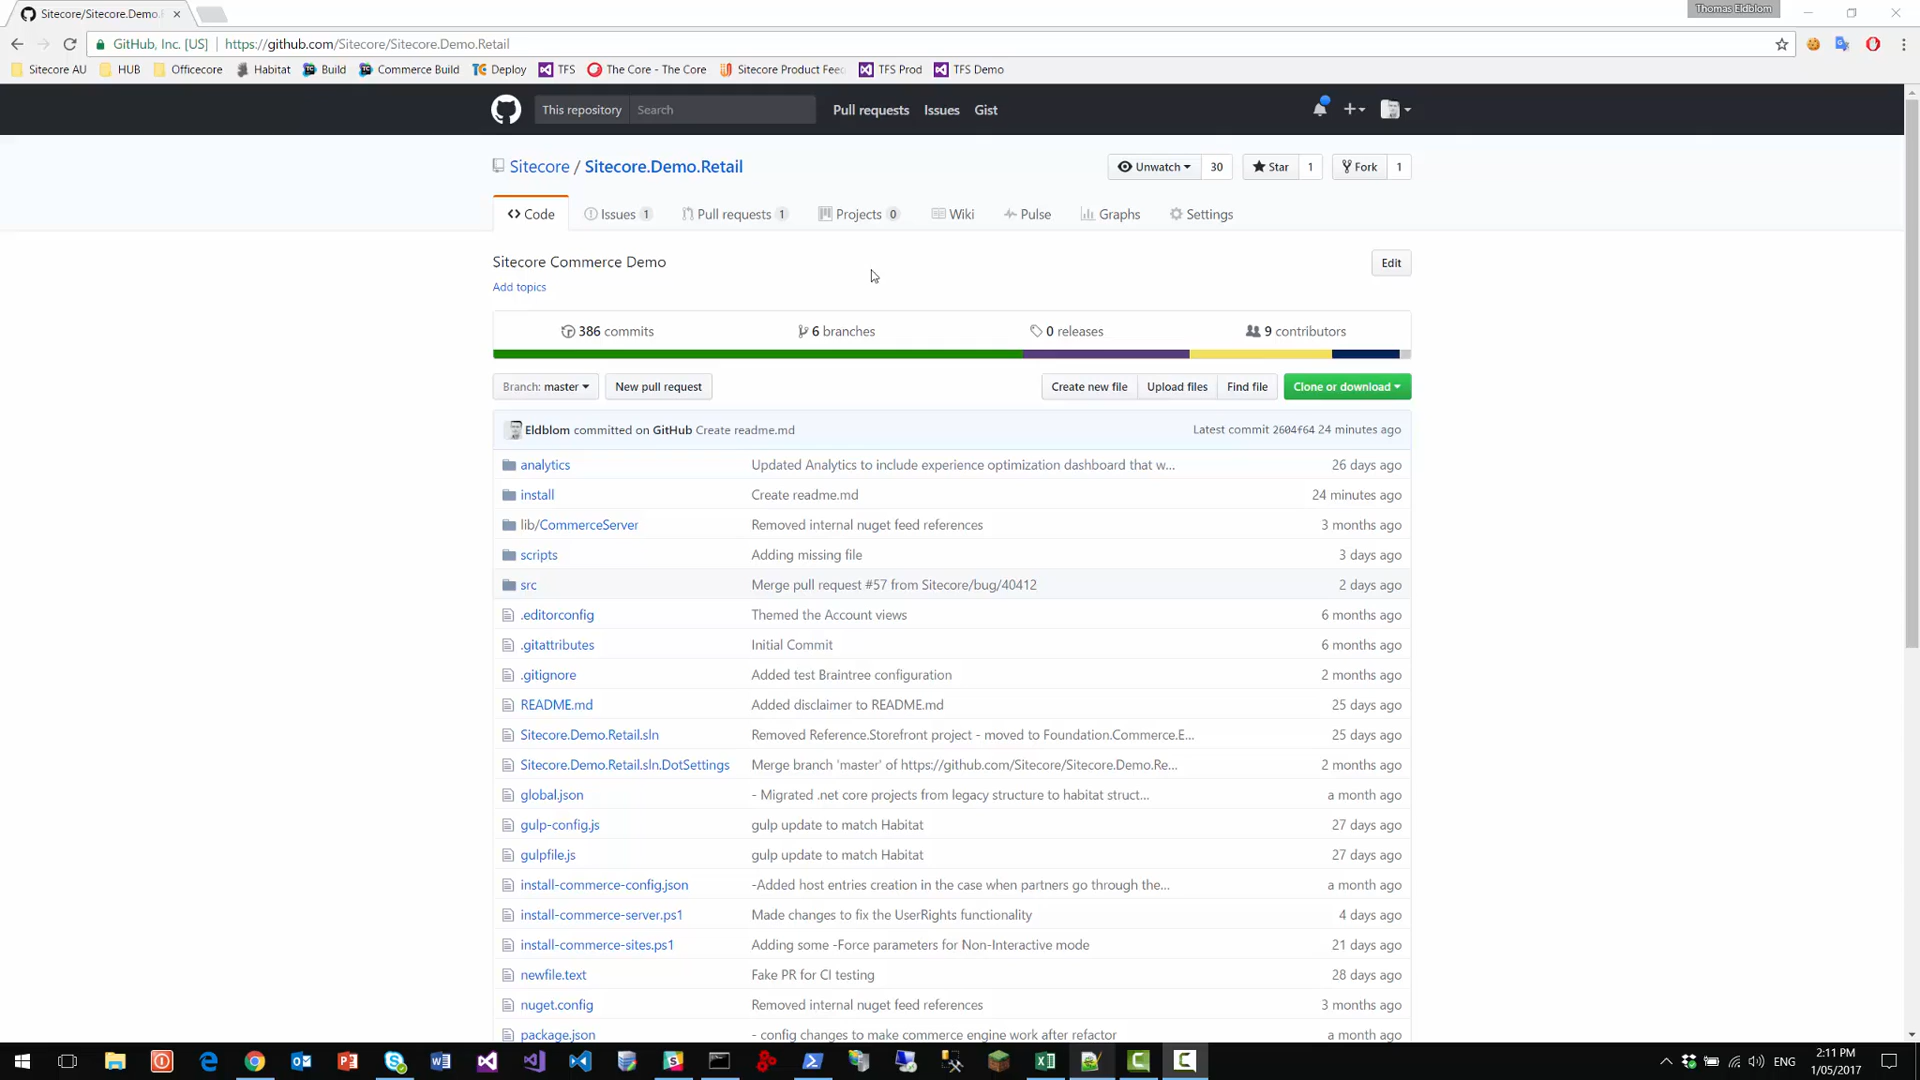 Sitecore/Sitecore.Demo.
Thomas Eldblom
GitHub, Inc. [US] https://github.com/Sitecore/Sitecore.Demo.Retail
Sitecore AU HUB Officecore Habitat Build Commerce Build Deploy TFS The Core - The Core Sitecore Product Fee TFS Prod TFS Demo
This repository Search Pull requests Issues Gist
Sitecore / Sitecore.Demo.Retail
Unwatch 30 Star 1 Fork 1
Code Issues 1 Pull requests 1 Projects 0 Wiki Pulse Graphs Settings
Sitecore Commerce Demo Edit
Add topics
386 commits 6 branches 0 releases 9 contributors
Branch: master New pull request Create new file Upload files Find file Clone or download
Eldblom committed on GitHub Create readme.md Latest commit 2604f64 24 minutes ago
analytics Updated Analytics to include experience optimization dashboard that w... 26 days ago
install Create readme.md 24 minutes ago
lib/CommerceServer Removed internal nuget feed references 3 months ago
scripts Adding missing file 3 days ago
src Merge pull request #57 from Sitecore/bug/40412 2 days ago
.editorconfig Themed the Account views 6 months ago
.gitattributes Initial Commit 6 months ago
.gitignore Added test Braintree configuration 2 months ago
README.md Added disclaimer to README.md 25 days ago
Sitecore.Demo.Retail.sln Removed Reference.Storefront project - moved to Foundation.Commerce.E... 25 days ago
Sitecore.Demo.Retail.sln.DotSettings Merge branch 'master' of https://github.com/Sitecore/Sitecore.Demo.Re... 2 months ago
global.json - Migrated .net core projects from legacy structure to habitat struct... a month ago
gulp-config.js gulp update to match Habitat 27 days ago
gulpfile.js gulp update to match Habitat 27 days ago
install-commerce-config.json -Added host entries creation in the case when partners go through the... a month ago
install-commerce-server.ps1 Made changes to fix the UserRights functionality 4 days ago
install-commerce-sites.ps1 Adding some -Force parameters for Non-Interactive mode 21 days ago
newfile.text Fake PR for CI testing 28 days ago
nuget.config Removed internal nuget feed references 3 months ago
package.json - config changes to make commerce engine work after refactor a month ago
ENG 2:11 PM
1/05/2017